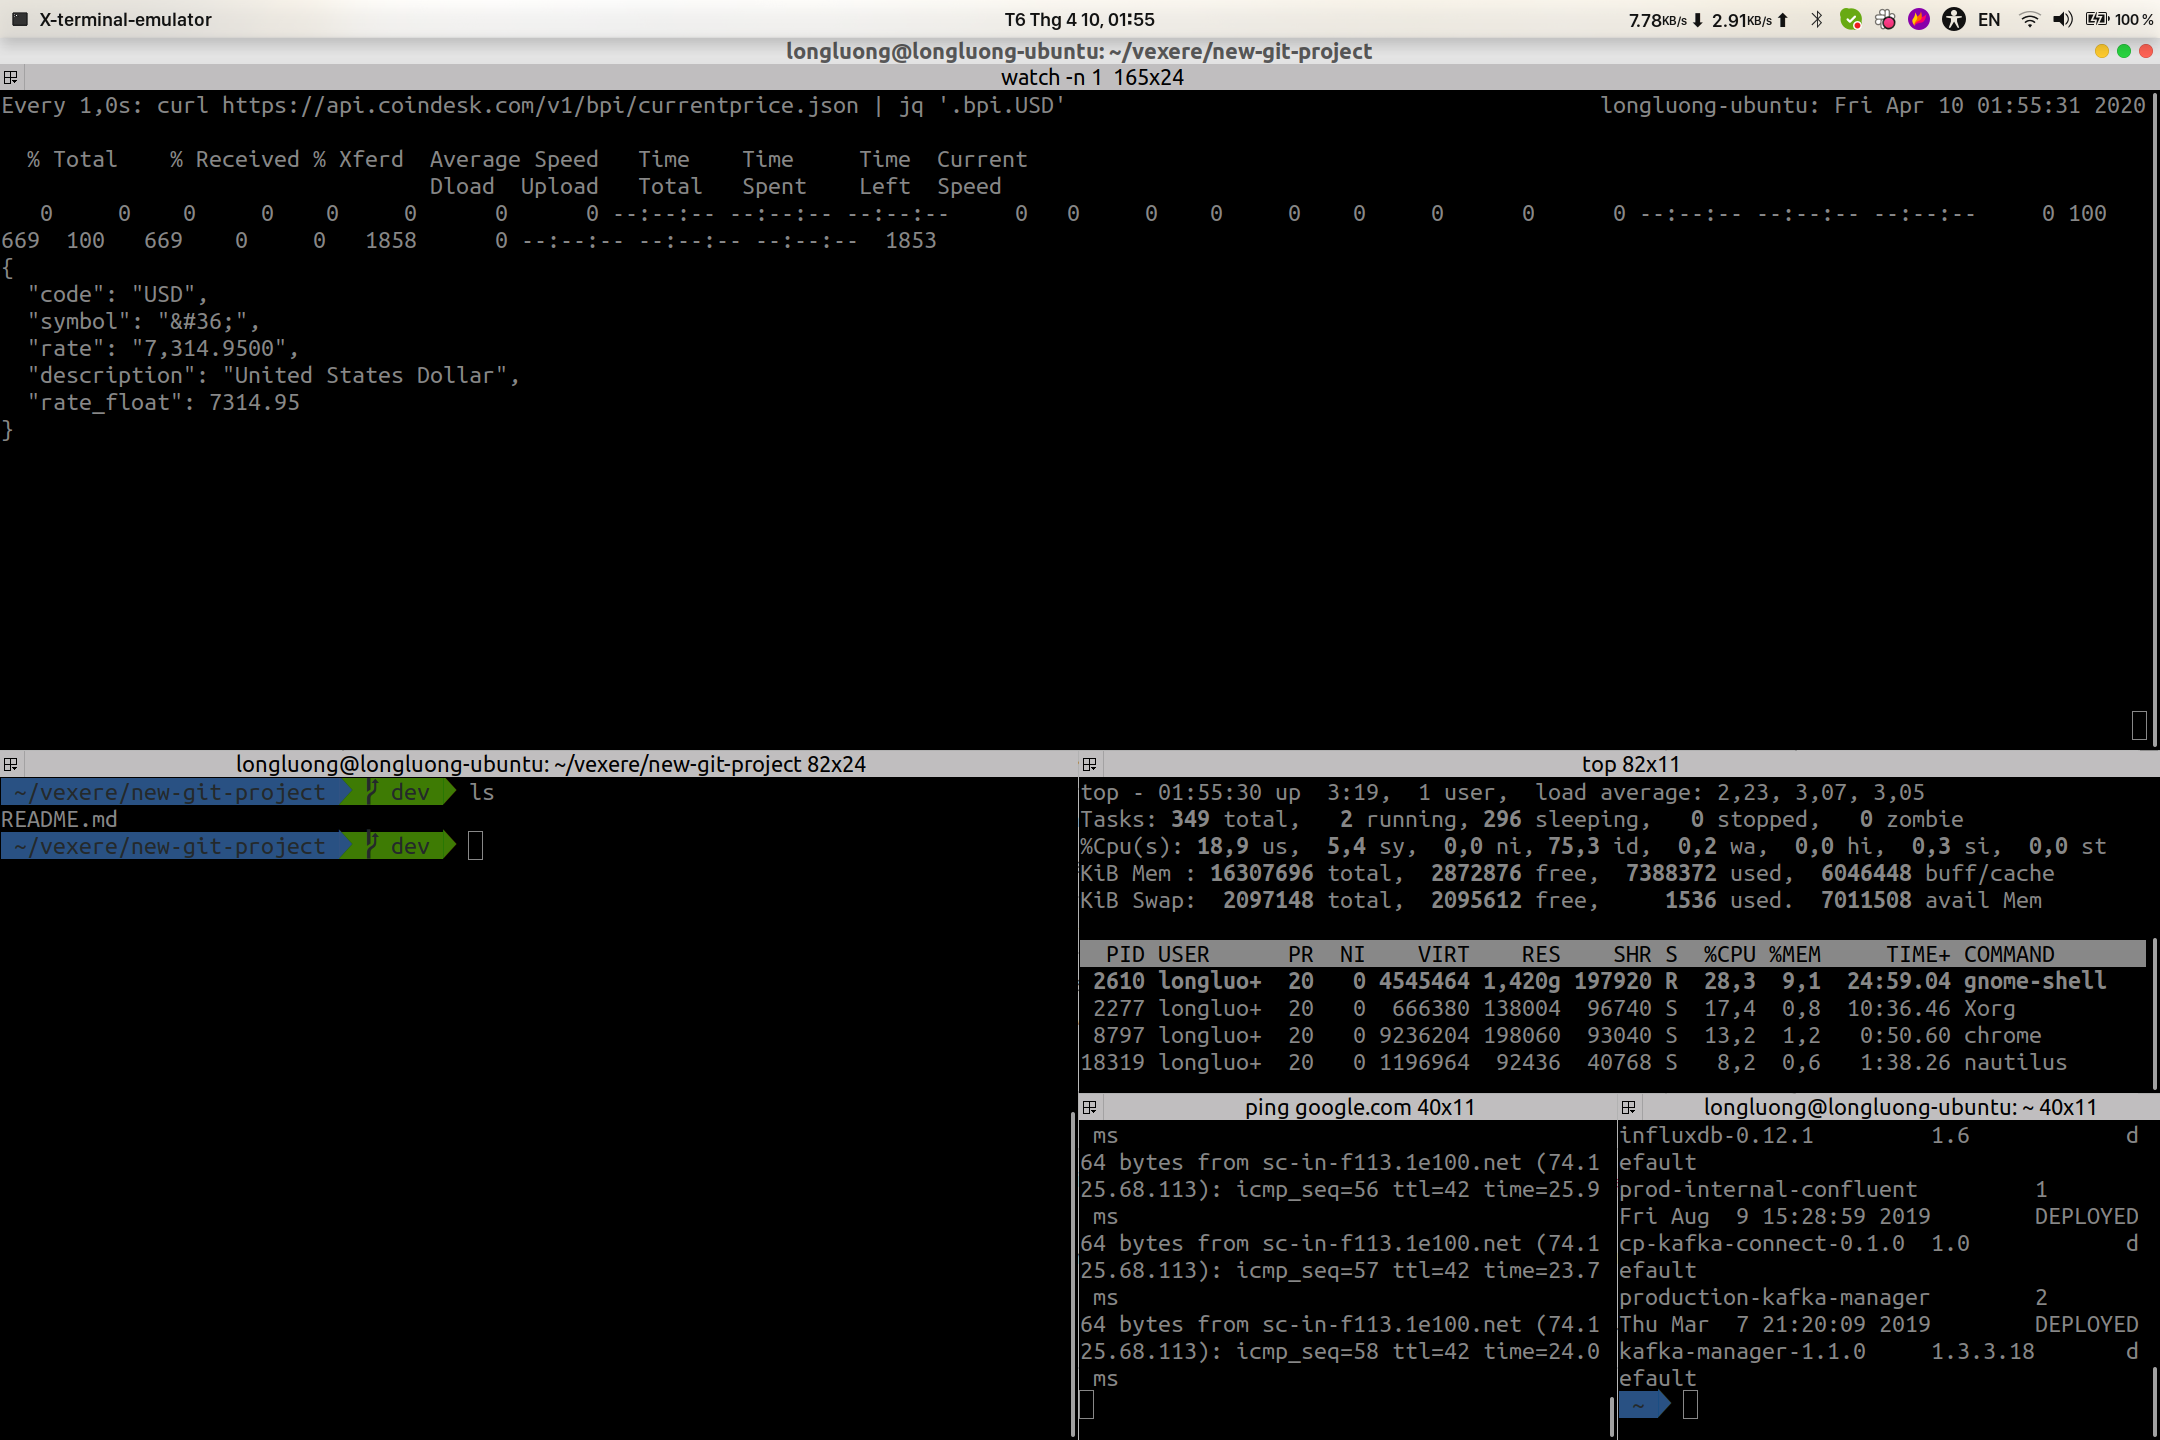 X-terminal-emulator T6 Thg 4 10, 01:55 7.78KB/s ⬇ 2.91KB/s ⬆ EN 100 %
longluong@longluong-ubuntu: ~/vexere/new-git-project
watch -n 1 165x24
Every 1,0s: curl https://api.coindesk.com/v1/bpi/currentprice.json | jq '.bpi.USD' longluong-ubuntu: Fri Apr 10 01:55:31 2020
% Total % Received % Xferd Average Speed Time Time Time Current
Dload Upload Total Spent Left Speed
0 0 0 0 0 0 0 0 --:--:-- --:--:-- --:--:-- 0 0 0 0 0 0 0 0 0 --:--:-- --:--:-- --:--:-- 0 100
669 100 669 0 0 1858 0 --:--:-- --:--:-- --:--:-- 1853
{
"code": "USD",
"symbol": "&#36;",
"rate": "7,314.9500",
"description": "United States Dollar",
"rate_float": 7314.95
}
longluong@longluong-ubuntu: ~/vexere/new-git-project 82x24
~/vexere/new-git-project dev ls
README.md
~/vexere/new-git-project dev
top 82x11
top - 01:55:30 up 3:19, 1 user, load average: 2,23, 3,07, 3,05
Tasks: 349 total, 2 running, 296 sleeping, 0 stopped, 0 zombie
%Cpu(s): 18,9 us, 5,4 sy, 0,0 ni, 75,3 id, 0,2 wa, 0,0 hi, 0,3 si, 0,0 st
KiB Mem : 16307696 total, 2872876 free, 7388372 used, 6046448 buff/cache
KiB Swap: 2097148 total, 2095612 free, 1536 used. 7011508 avail Mem
PID USER PR NI VIRT RES SHR S %CPU %MEM TIME+ COMMAND
2610 longluo+ 20 0 4545464 1,420g 197920 R 28,3 9,1 24:59.04 gnome-shell
2277 longluo+ 20 0 666380 138004 96740 S 17,4 0,8 10:36.46 Xorg
8797 longluo+ 20 0 9236204 198060 93040 S 13,2 1,2 0:50.60 chrome
18319 longluo+ 20 0 1196964 92436 40768 S 8,2 0,6 1:38.26 nautilus
ping google.com 40x11
ms
64 bytes from sc-in-f113.1e100.net (74.1
25.68.113): icmp_seq=56 ttl=42 time=25.9
ms
64 bytes from sc-in-f113.1e100.net (74.1
25.68.113): icmp_seq=57 ttl=42 time=23.7
ms
64 bytes from sc-in-f113.1e100.net (74.1
25.68.113): icmp_seq=58 ttl=42 time=24.0
ms
longluong@longluong-ubuntu: ~ 40x11
influxdb-0.12.1 1.6 d
efault
prod-internal-confluent 1
Fri Aug 9 15:28:59 2019 DEPLOYED
cp-kafka-connect-0.1.0 1.0 d
efault
production-kafka-manager 2
Thu Mar 7 21:20:09 2019 DEPLOYED
kafka-manager-1.1.0 1.3.3.18 d
efault
~